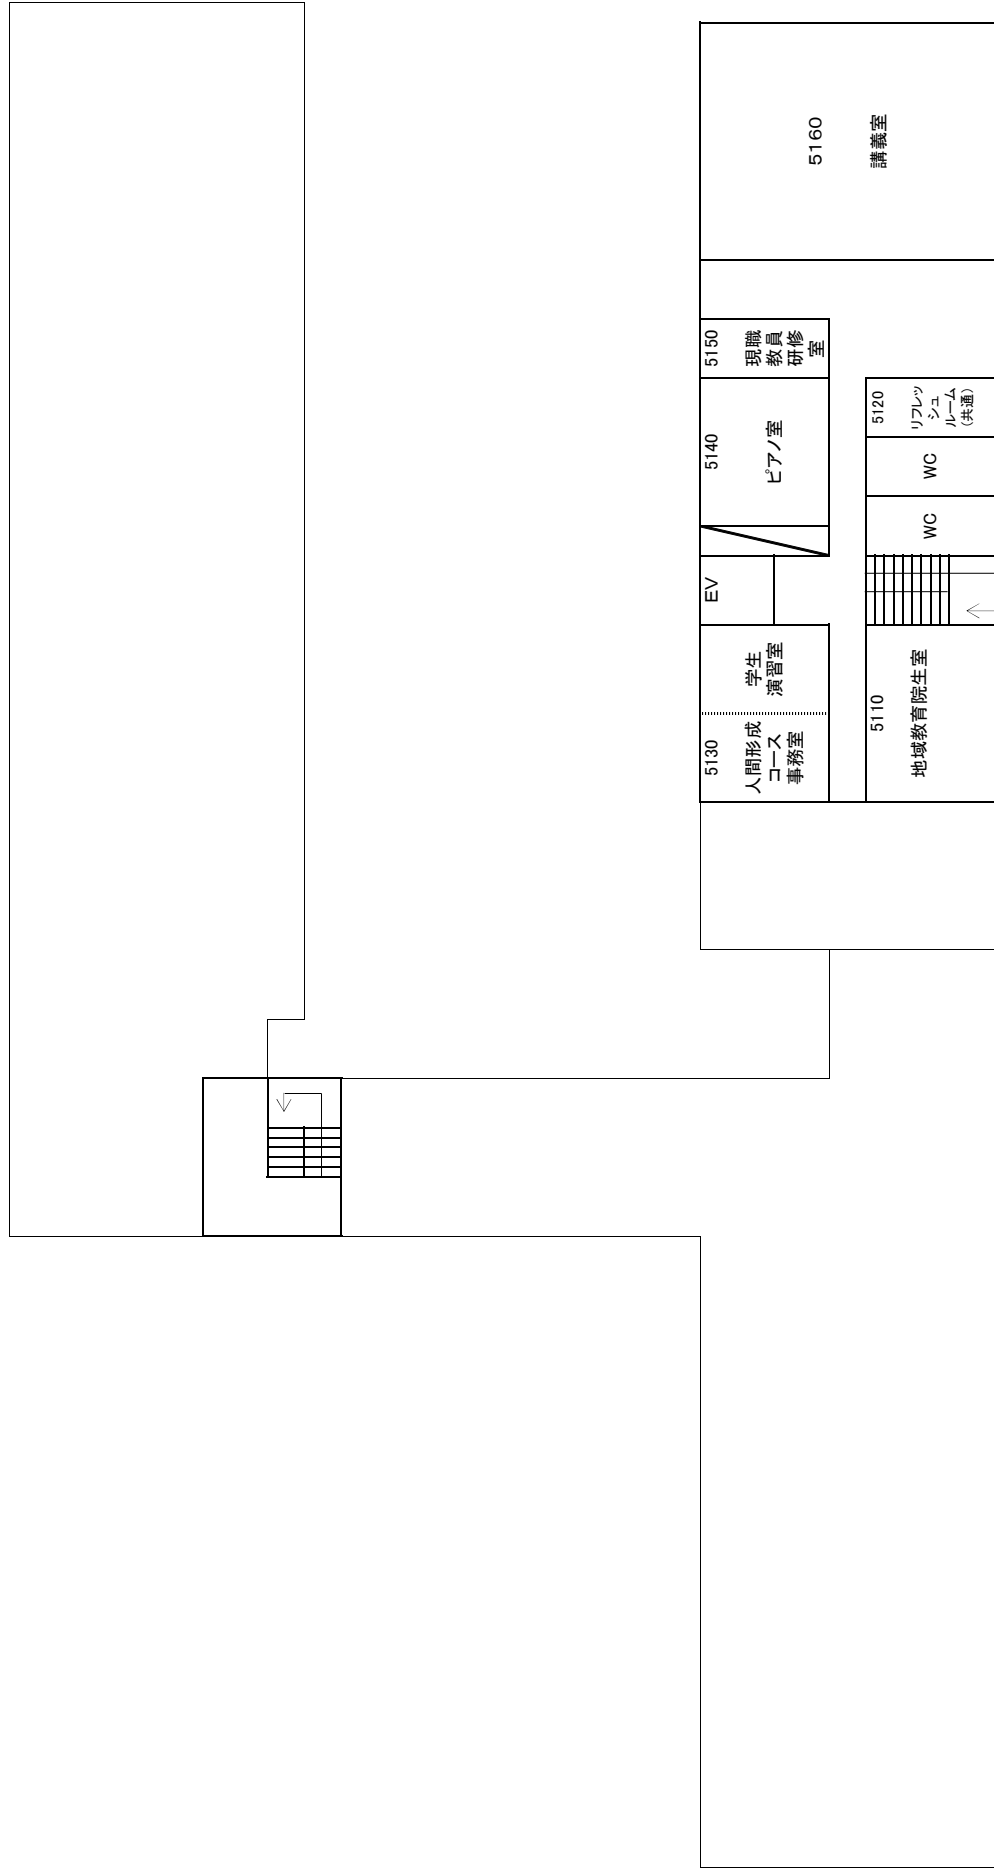 5160
講義室
5150
現職
教員
研修
室
5140
ピアノ室
EV
学生
演習室
5130
人間形成
コース
事務室
5120
リフレッ
シュ
ルーム
(共通)
WC
WC
5110
地域教育院生室